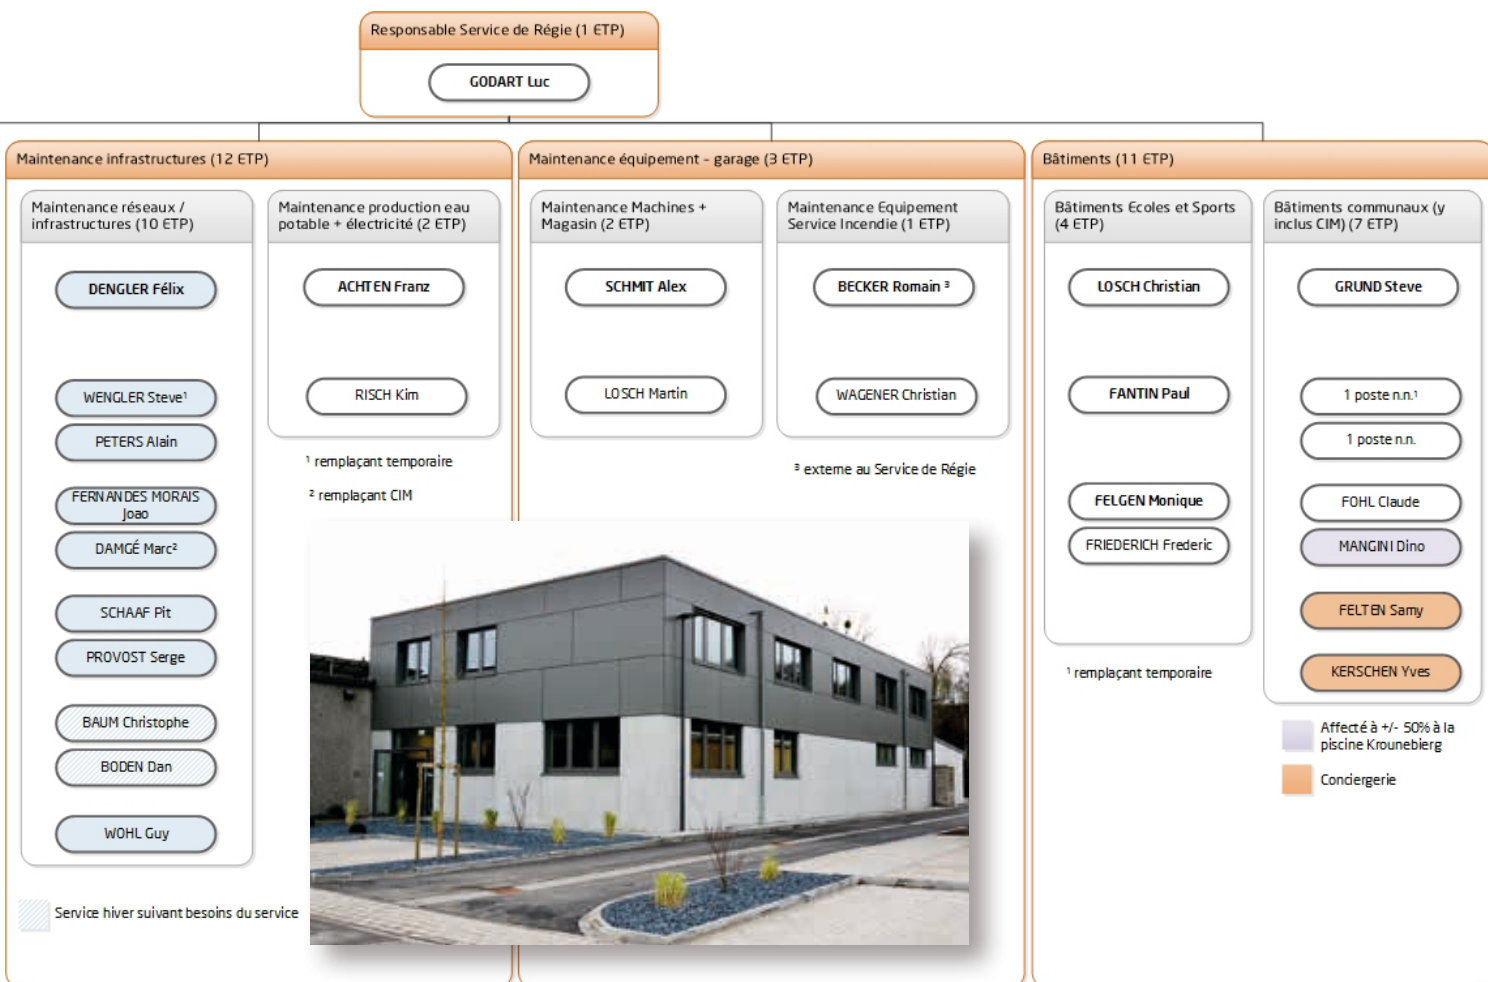 Responsable Service de Régie (1 ETP)
GODART Luc
Maintenance infrastructures (12 ETP)
Maintenance réseaux /
infrastructures (10 ETP)
DENGLER Félix
WENGLER Steve¹
PETERS Alain
FERNANDES MORAIS
Joao
DAMGÉ Marc²
SCHAAF Pit
PROVOST Serge
BAUM Christophe
BODEN Dan
WOHL Guy
Service hiver suivant besoins du service
Maintenance production eau
potable + électricité (2 ETP)
ACHTEN Franz
RISCH Kim
¹ remplaçant temporaire
² remplaçant CIM
Maintenance équipement – garage (3 ETP)
Maintenance Machines +
Magasin (2 ETP)
SCHMIT Alex
LOSCH Martin
Maintenance Equipement
Service Incendie (1 ETP)
BECKER Romain ³
WAGENER Christian
³ externe au Service de Régie
Bâtiments (11 ETP)
Bâtiments Ecoles et Sports
(4 ETP)
LOSCH Christian
FANTIN Paul
FELGEN Monique
FRIEDERICH Frederic
¹ remplaçant temporaire
Bâtiments communaux (y
inclus CIM) (7 ETP)
GRUND Steve
1 poste n.n.¹
1 poste n.n.
FOHL Claude
MANGINI Dino
FELTEN Samy
KERSCHEN Yves
Affecté à +/- 50% à la
piscine Krounebierg
Conciergerie